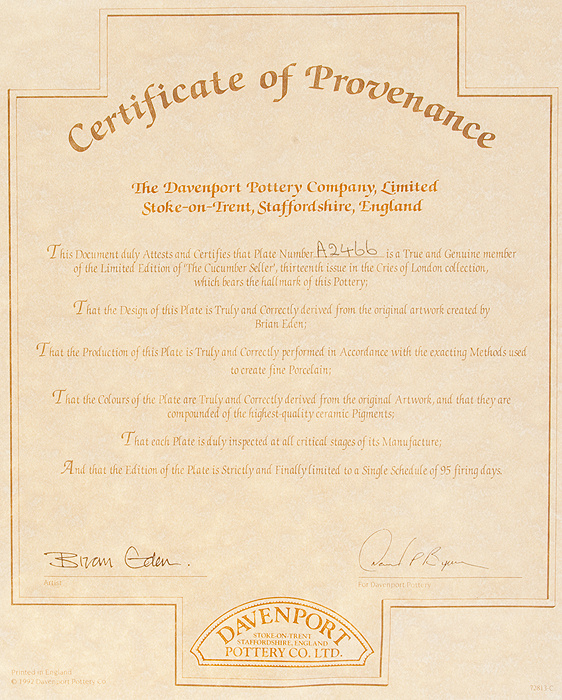 Certificate of Provenance
The Davenport Pottery Company, Limited
Stoke-on-Trent, Staffordshire, England
This Document duly Attests and Certifies that Plate Number A2466 is a True and Genuine member
of the Limited Edition of 'The Cucumber Seller', thirteenth issue in the Cries of London collection,
which bears the hallmark of this Pottery;
That the Design of this Plate is Truly and Correctly derived from the original artwork created by
Brian Eden;
That the Production of this Plate is Truly and Correctly performed in Accordance with the exacting Methods used
to create fine Porcelain;
That the Colours of the Plate are Truly and Correctly derived from the original Artwork, and that they are
compounded of the highest-quality ceramic Pigments;
That each Plate is duly inspected at all critical stages of its Manufacture;
And that the Edition of the Plate is Strictly and Finally limited to a Single Schedule of 95 firing days.
Brian Eden.
Artist
For Davenport Pottery
DAVENPORT
STOKE-ON-TRENT
STAFFORDSHIRE, ENGLAND
POTTERY CO. LTD.
Printed in England
© 1992 Davenport Pottery Co.